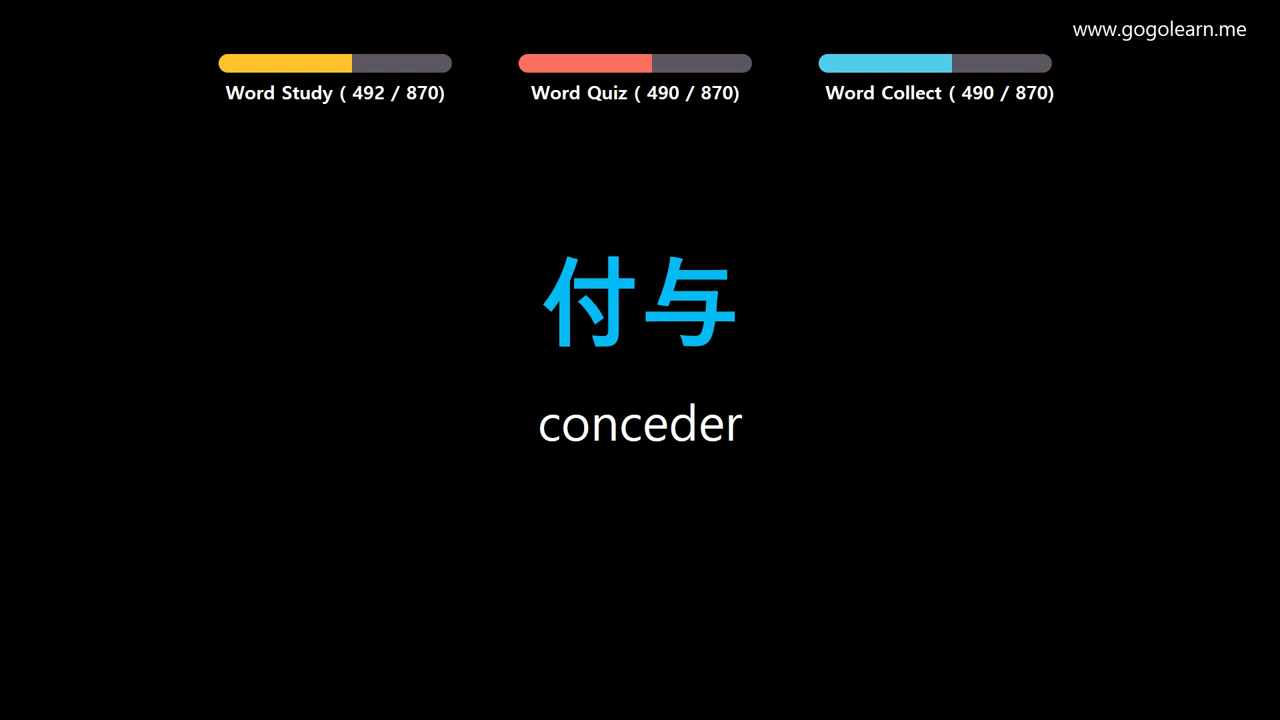 www.gogolearn.me
Word Study ( 492 / 870)
Word Quiz ( 490 / 870)
Word Collect ( 490 / 870)
付与
conceder